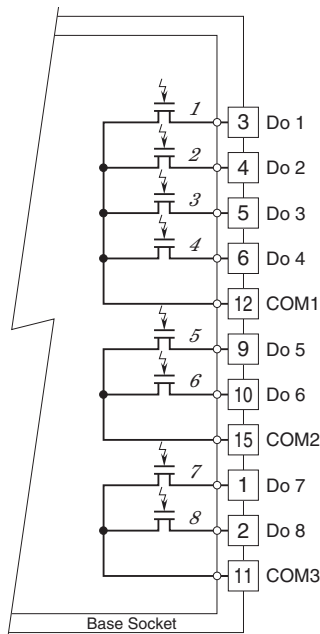 1 3 Do 1
2 4 Do 2
3 5 Do 3
4 6 Do 4
12 COM1
5 9 Do 5
6 10 Do 6
15 COM2
7 1 Do 7
8 2 Do 8
11 COM3
Base Socket